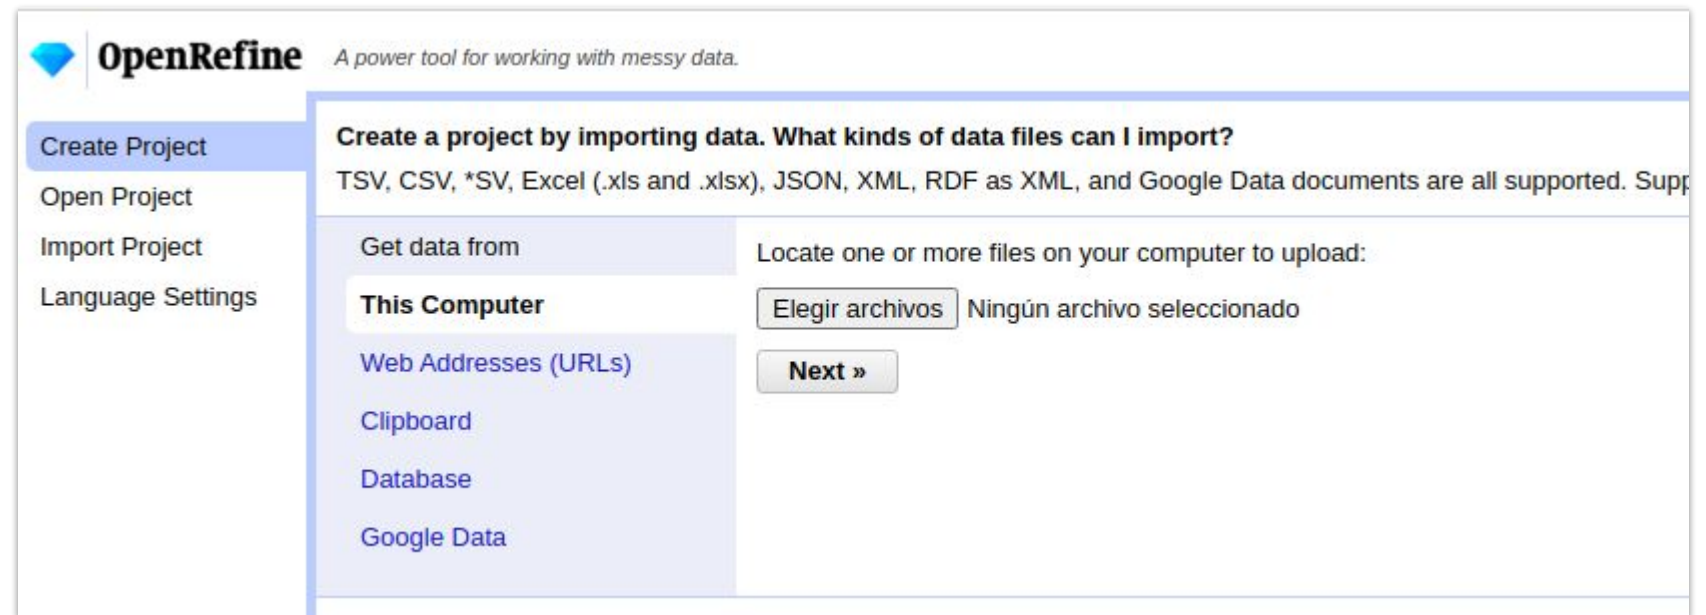 OpenRefine A power tool for working with messy data.
Create Project
Open Project
Import Project
Language Settings
Create a project by importing data. What kinds of data files can I import?
TSV, CSV, *SV, Excel (.xls and .xlsx), JSON, XML, RDF as XML, and Google Data documents are all supported.
Get data from
This Computer
Web Addresses (URLs)
Clipboard
Database
Google Data
Locate one or more files on your computer to upload:
Elegir archivos Ningún archivo seleccionado
Next »